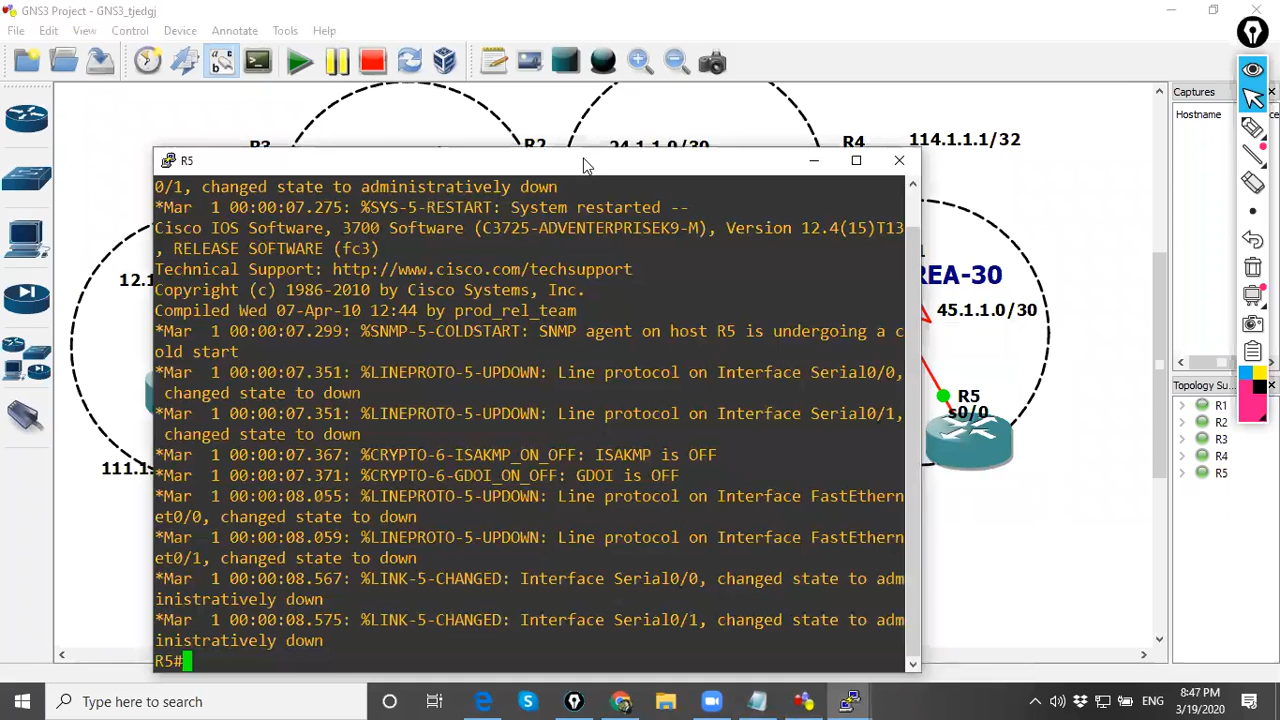 GNS3 Project - GNS3_tjedgj
File Edit View Control Device Annotate Tools Help
Captures
Hostname
R3
R2
24.1.1.0/30
R4
114.1.1.1/32
R5
0/1, changed state to administratively down
*Mar  1 00:00:07.275: %SYS-5-RESTART: System restarted --
Cisco IOS Software, 3700 Software (C3725-ADVENTERPRISEK9-M), Version 12.4(15)T13
, RELEASE SOFTWARE (fc3)
Technical Support: http://www.cisco.com/techsupport
Copyright (c) 1986-2010 by Cisco Systems, Inc.
Compiled Wed 07-Apr-10 12:44 by prod_rel_team
*Mar  1 00:00:07.299: %SNMP-5-COLDSTART: SNMP agent on host R5 is undergoing a c
old start
*Mar  1 00:00:07.351: %LINEPROTO-5-UPDOWN: Line protocol on Interface Serial0/0,
changed state to down
*Mar  1 00:00:07.351: %LINEPROTO-5-UPDOWN: Line protocol on Interface Serial0/1,
changed state to down
*Mar  1 00:00:07.367: %CRYPTO-6-ISAKMP_ON_OFF: ISAKMP is OFF
*Mar  1 00:00:07.371: %CRYPTO-6-GDOI_ON_OFF: GDOI is OFF
*Mar  1 00:00:08.055: %LINEPROTO-5-UPDOWN: Line protocol on Interface FastEthern
et0/0, changed state to down
*Mar  1 00:00:08.059: %LINEPROTO-5-UPDOWN: Line protocol on Interface FastEthern
et0/1, changed state to down
*Mar  1 00:00:08.567: %LINK-5-CHANGED: Interface Serial0/0, changed state to adm
inistratively down
*Mar  1 00:00:08.575: %LINK-5-CHANGED: Interface Serial0/1, changed state to adm
inistratively down
R5#
12.1
111.1
REA-30
45.1.1.0/30
R5
s0/0
Topology Su...
R1
R2
R3
R4
R5
Type here to search
ENG
8:47 PM
3/19/2020